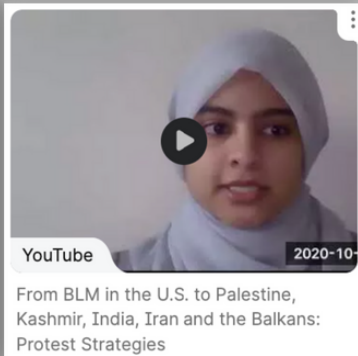 YouTube
2020-10-
From BLM in the U.S. to Palestine,
Kashmir, India, Iran and the Balkans:
Protest Strategies